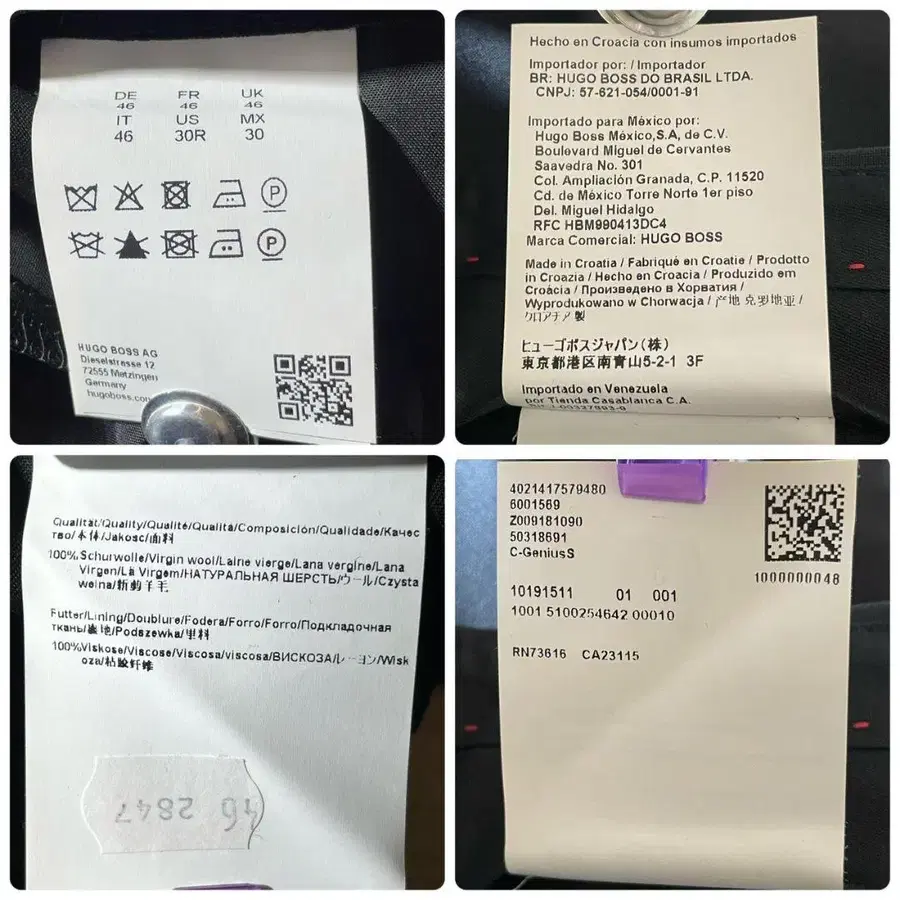 DE FR UK
46 46 46
IT US MX
46 30R 30
P
P
HUGO BOSS AG
Dieselstrasse 12
72555 Metzingen
Germany
hugoboss.com
Hecho en Croacia con insumos importados
Importador por: / Importador
BR: HUGO BOSS DO BRASIL LTDA.
CNPJ: 57-621-054/0001-91
Importado para México por:
Hugo Boss México,S.A, de C.V.
Boulevard Miguel de Cervantes
Saavedra No. 301
Col. Ampliación Granada, C.P. 11520
Cd. de México Torre Norte 1er piso
Del. Miguel Hidalgo
RFC HBM990413DC4
Marca Comercial: HUGO BOSS
Made in Croatia / Fabriqué en Croatie / Prodotto
in Croazia / Hecho en Croacia / Produzido em
Croácia / Произведено в Хорватия /
Wyprodukowano w Chorwacja / 产地 克罗地亚 /
クロアチア 製
ヒューゴボスジャパン(株)
東京都港区南青山5-2-1 3F
Importado en Venezuela
por Tienda Casablanca C.A.
Qualität/Quality/Qualité/Qualità/Composición/Qualidade/Качес
тво/本体/Jakość/面料
100%Schurwolle/Virgin wool/Laine vierge/Lana vergine/Lana
Virgen/Lã Virgem/НАТУРАЛЬНАЯ ШЕРСТЬ/ウール/Czysta
wełna/新剪羊毛
Futter/Lining/Doublure/Fodera/Forro/Forro/Подкладочная
ткань/裏地/Podszewka/里料
100%Viskose/Viscose/Viscosa/viscosa/ВИСКОЗА/レーヨン/Wisk
oza/粘胶纤维
46 2847
4021417579480
6001569
Z009181090
50318691
C-GeniusS
1000000048
10191511 01 001
1001 5100254642 00010
RN73616 CA23115